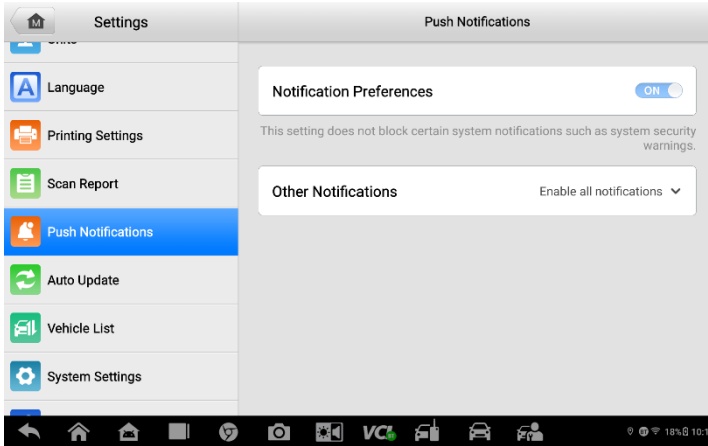 M
Settings
Push Notifications
Language
Printing Settings
Scan Report
Push Notifications
Auto Update
Vehicle List
System Settings
Notification Preferences
ON
This setting does not block certain system notifications such as system security
warnings.
Other Notifications
Enable all notifications
VCI
18%